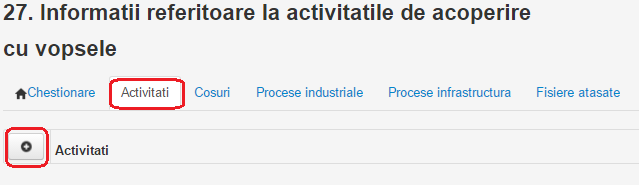 27. Informatii referitoare la activitatile de acoperire
cu vopsele
Chestionare Activitati Cosuri Procese industriale Procese infrastructura Fisiere atasate
Activitati